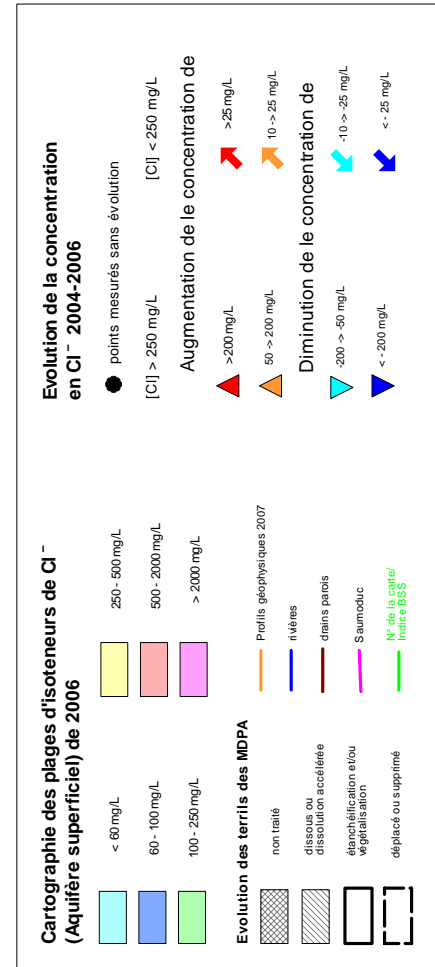 Cartographie des plages d'isoteneurs de Cl⁻
(Aquifère superficiel) de 2006
< 60 mg/L
60 - 100 mg/L
100 - 250 mg/L
250 - 500 mg/L
500 - 2000 mg/L
> 2000 mg/L
Evolution des terrils des MDPA
non traité
dissous ou
dissolution accélérée
étanchéification et/ou
végétalisation
déplacé ou supprimé
Profils géophysiques 2007
rivières
drains parois
Saumoduc
N° de la carte/
Indice BSS
Evolution de la concentration
en Cl⁻ 2004-2006
points mesurés sans évolution
[Cl] > 250 mg/L
[Cl] < 250 mg/L
Augmentation de le concentration de
>200 mg/L
>25 mg/L
50 -> 200 mg/L
10 -> 25 mg/L
Diminution de le concentration de
-200 -> -50 mg/L
-10 -> -25 mg/L
< - 200 mg/L
< - 25 mg/L